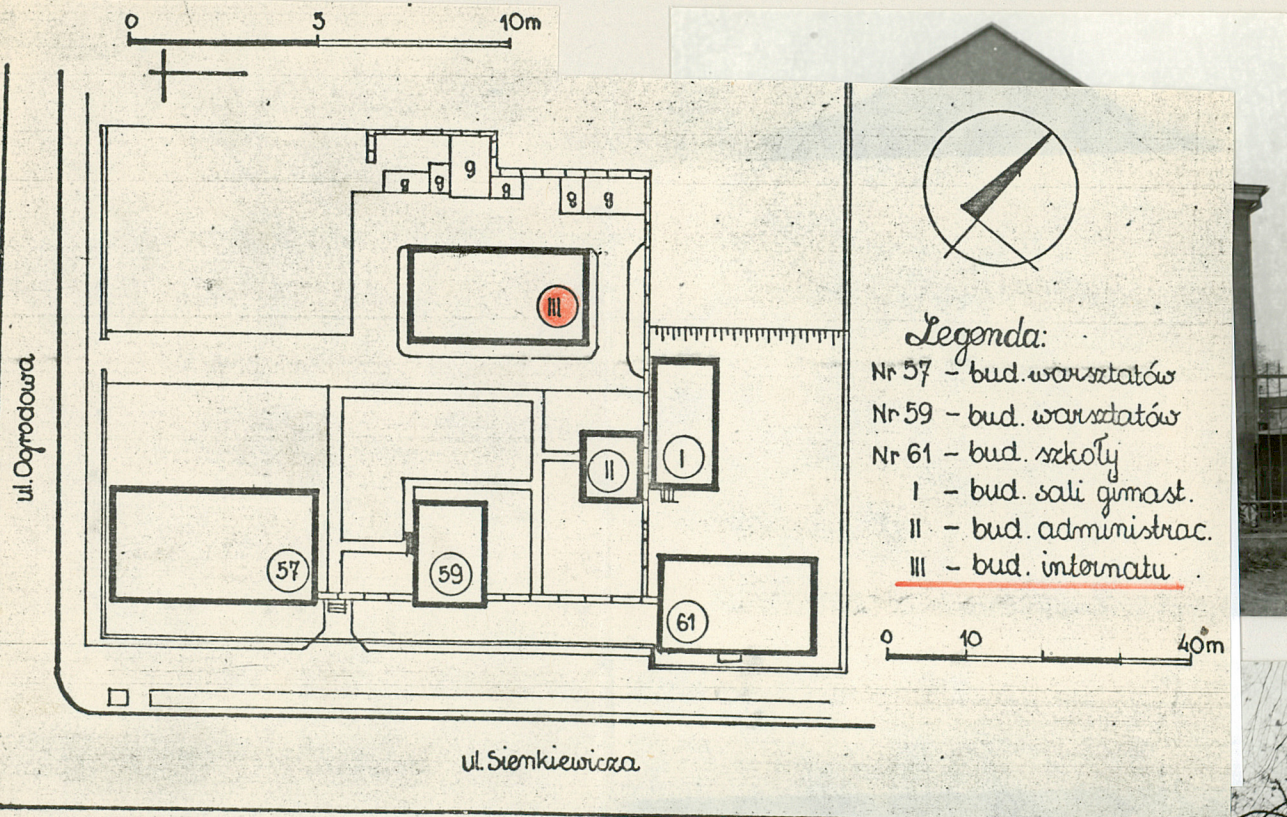 0 5 10m
g g g g g g
III
II
I
57
59
61
ul. Ogrodowa
ul. Sienkiewicza
Legenda:
Nr 57 – bud. warsztatów
Nr 59 – bud. warsztatów
Nr 61 – bud. szkoły
I – bud. sali gimast.
II – bud. administrac.
III – bud. internatu
0 10 40m